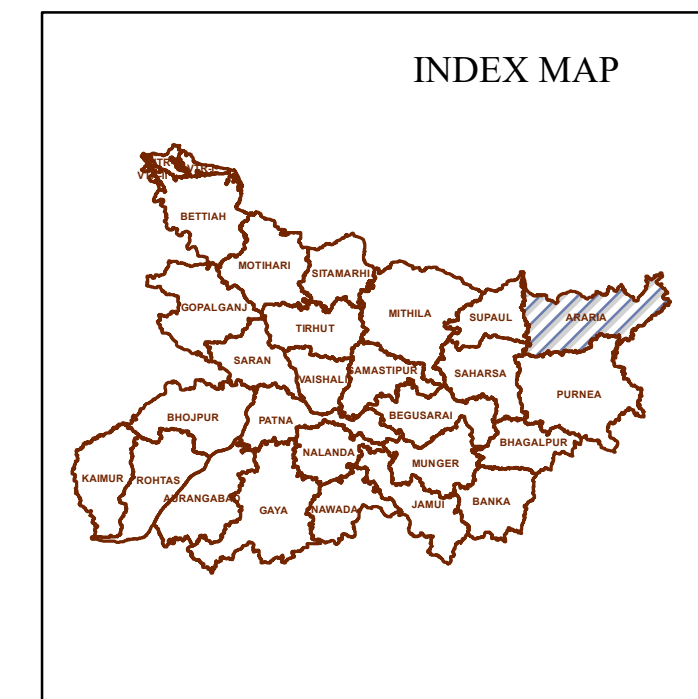 INDEX MAP
BETTIAH
MOTIHARI
SITAMARHI
GOPALGANJ
MITHILA
SUPAUL
ARARIA
TIRHUT
SARAN
VAISHALI
SAMASTIPUR
SAHARSA
PURNEA
BHOJPUR
PATNA
BEGUSARAI
BHAGALPUR
NALANDA
MUNGER
KAIMUR
ROHTAS
AURANGABAD
GAYA
NAWADA
JAMUI
BANKA